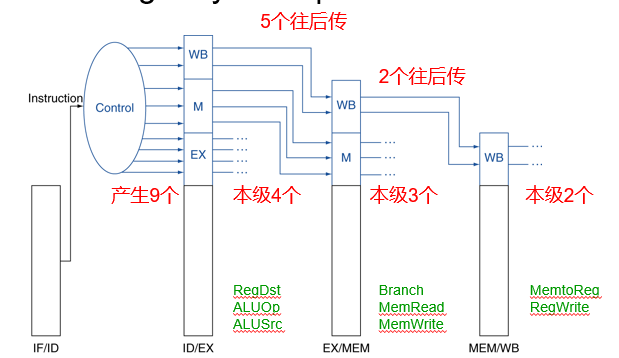 5个往后传
WB
2个往后传
Instruction
Control
M
WB
EX
...
M
...
WB
...
产生9个
本级4个
本级3个
本级2个
RegDst
ALUOp
ALUSrc
Branch
MemRead
MemWrite
MemtoReg
RegWrite
IF/ID
ID/EX
EX/MEM
MEM/WB